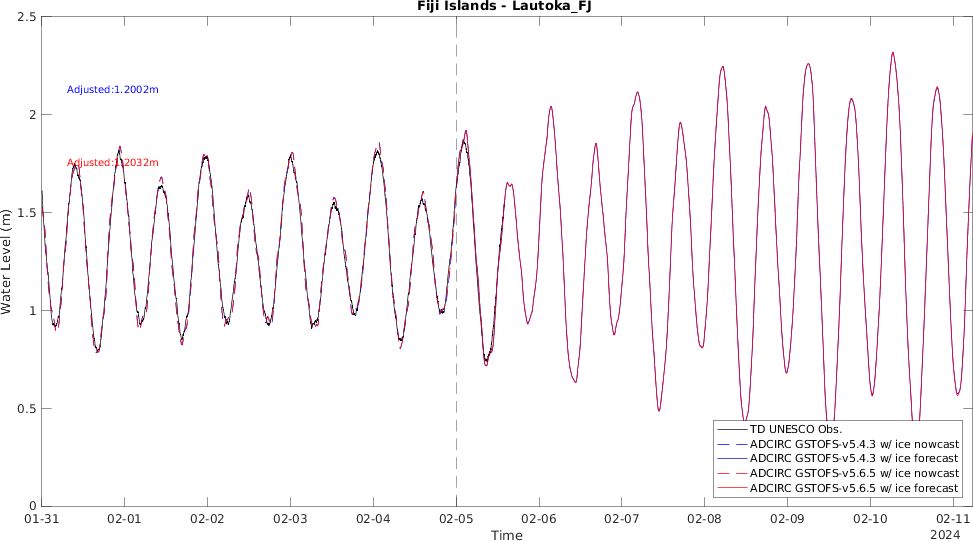 Fiji Islands - Lautoka_FJ
2.5
Adjusted:1.2002m
2
Adjusted:1.2032m
1.5
Water Level (m)
1
0.5
TD UNESCO Obs.
ADCIRC GSTOFS-v5.4.3 w/ ice nowcast
ADCIRC GSTOFS-v5.4.3 w/ ice forecast
ADCIRC GSTOFS-v5.6.5 w/ ice nowcast
ADCIRC GSTOFS-v5.6.5 w/ ice forecast
0
01-31 02-01 02-02 02-03 02-04 02-05 02-06 02-07 02-08 02-09 02-10 02-11
Time
2024